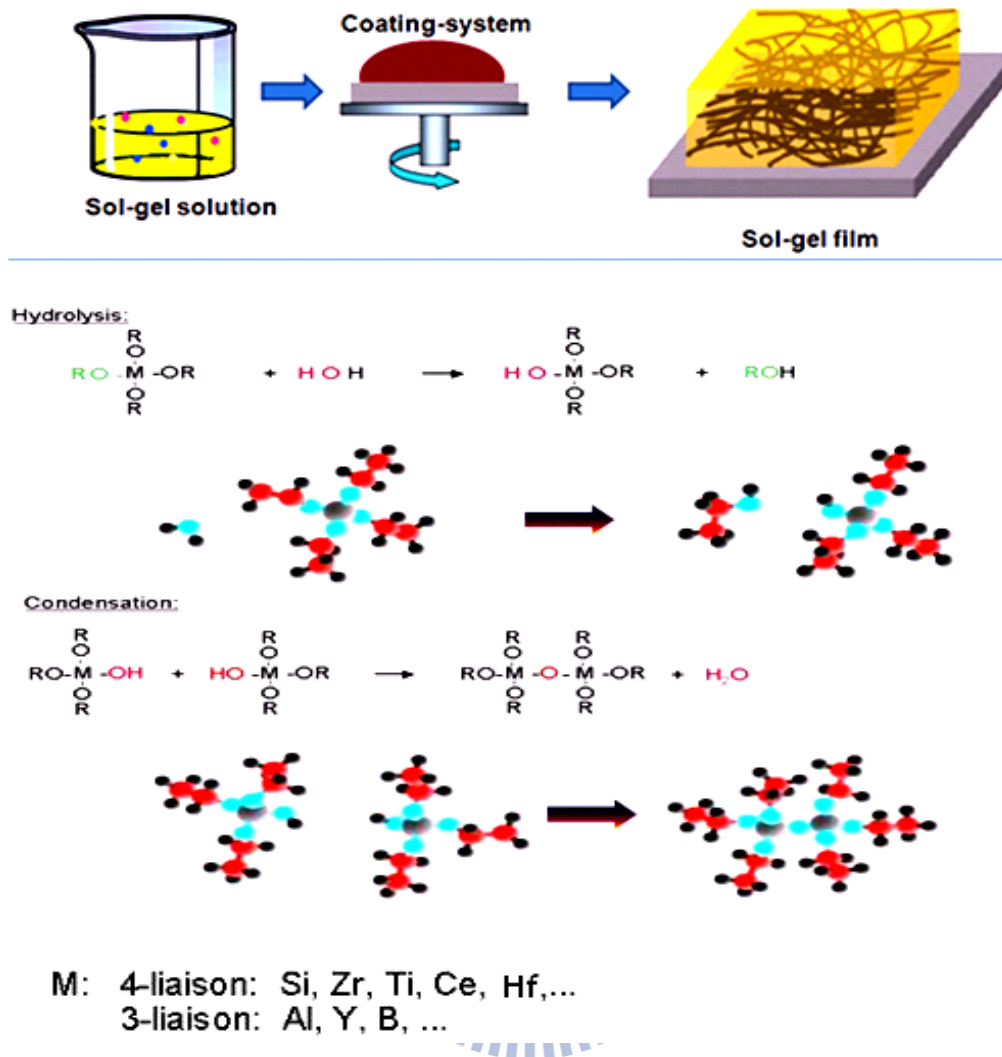 Coating-system
Sol-gel solution
Sol-gel film
Hydrolysis:
R R
O O
RO -M -OR + H O H → HO -M -OR + ROH
O O
R R
Condensation:
R R R R
O O O O
RO-M-OH + HO-M-OR → RO-M -O -M-OR + H₂O
O O O O
R R R R
M: 4-liaison: Si, Zr, Ti, Ce, Hf,...
3-liaison: Al, Y, B, ...